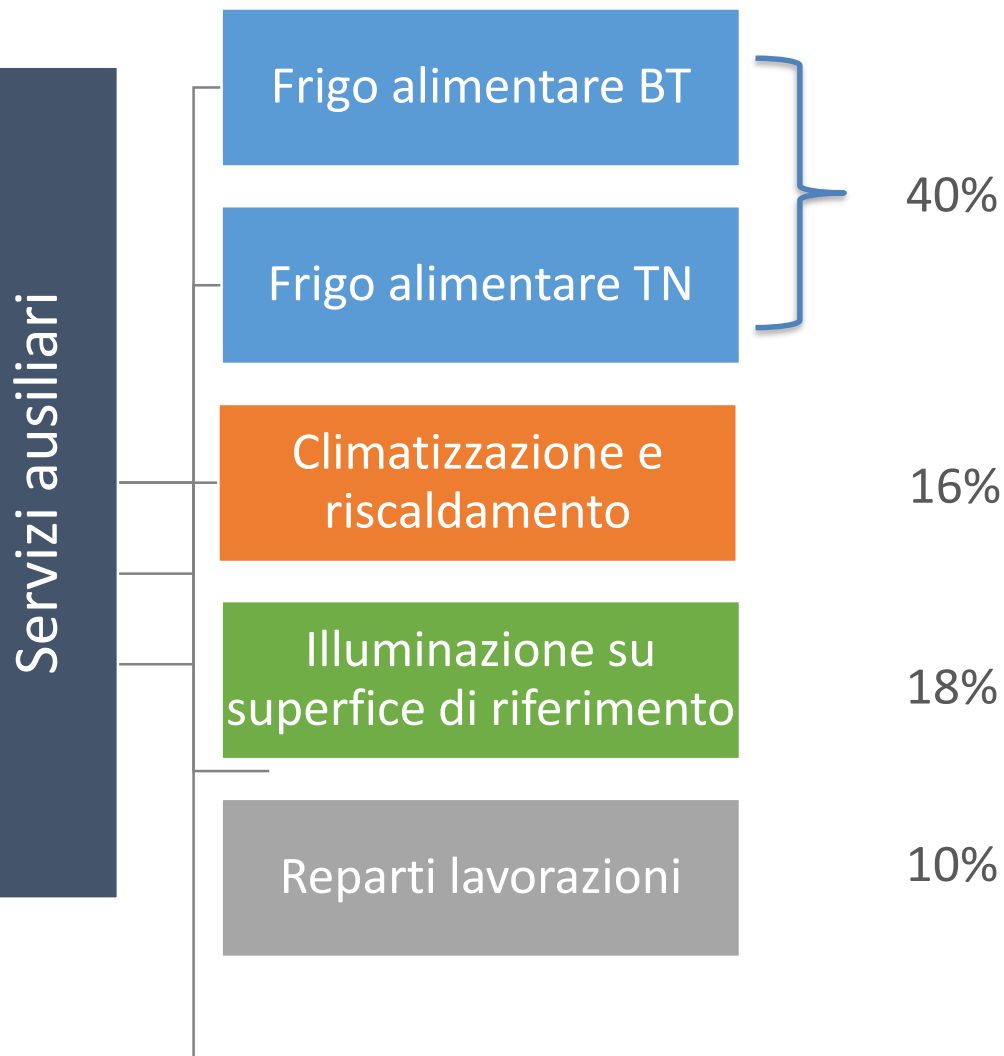 Servizi ausiliari
Frigo alimentare BT
Frigo alimentare TN
40%
Climatizzazione e
riscaldamento
16%
Illuminazione su
superfice di riferimento
18%
Reparti lavorazioni
10%